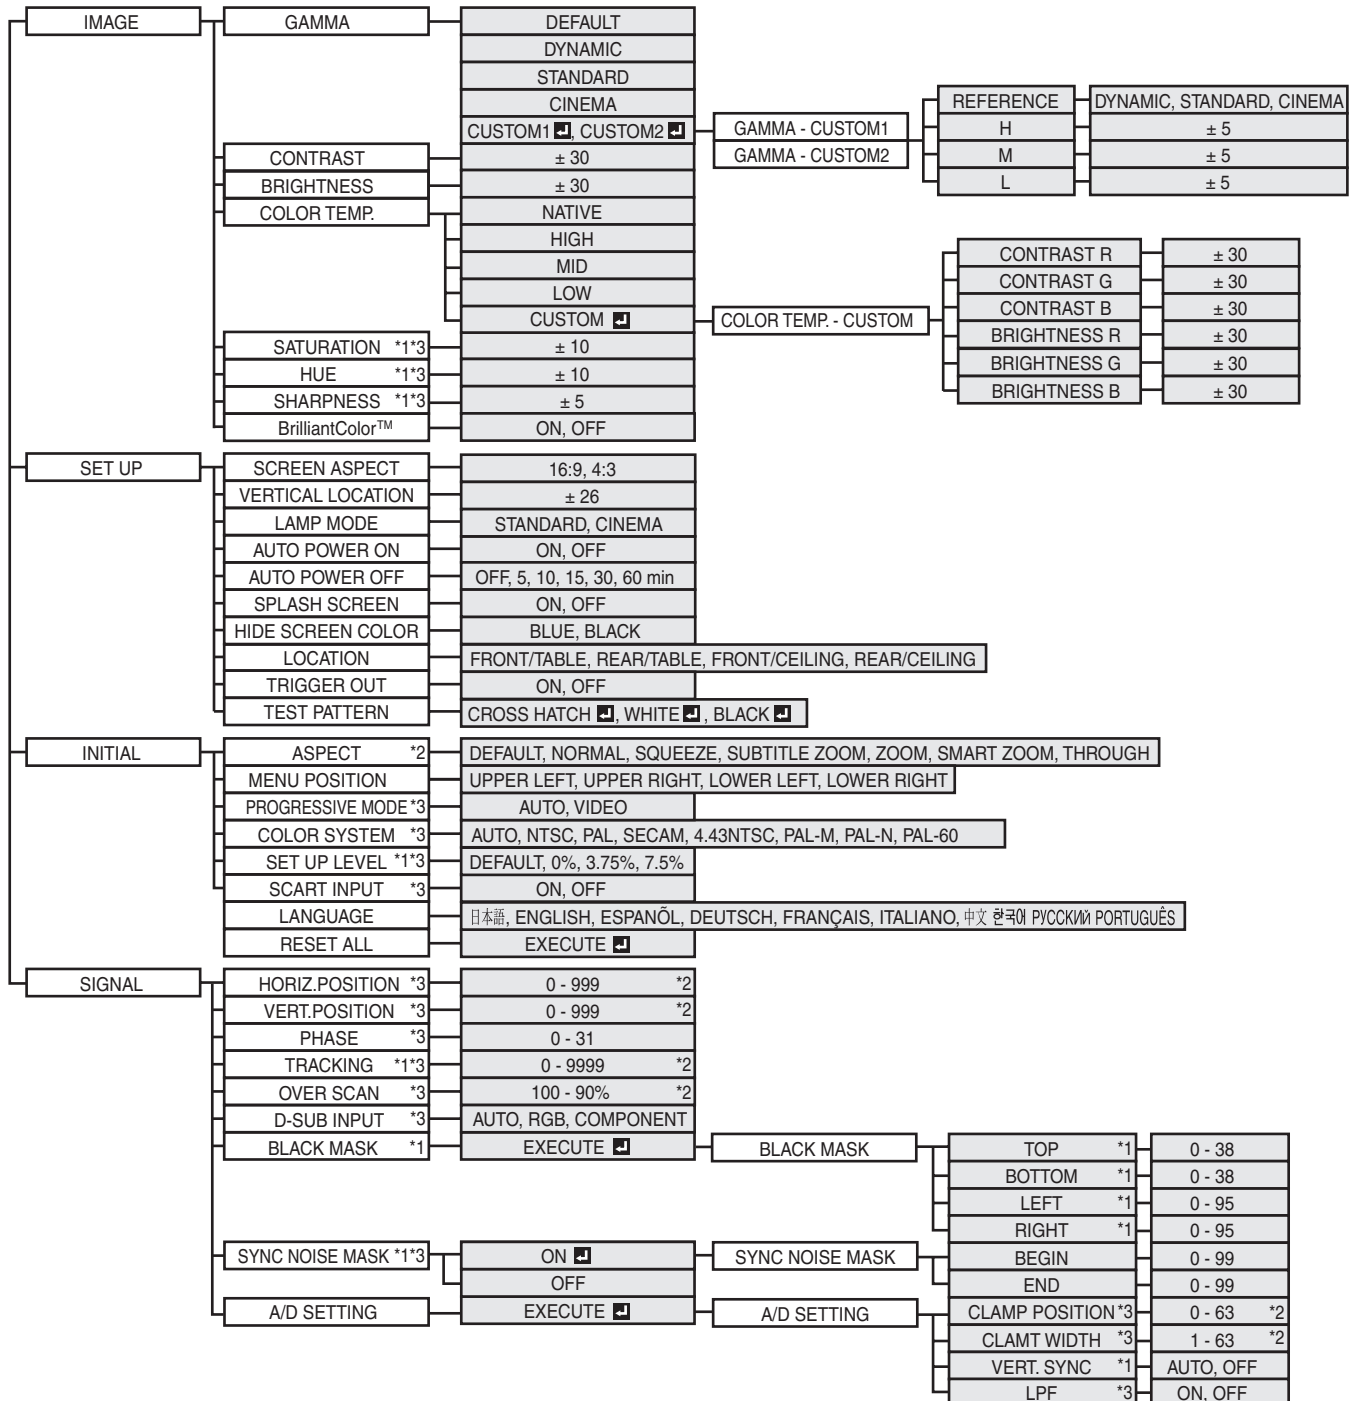 IMAGE GAMMA DEFAULT
DYNAMIC
STANDARD
CINEMA
CUSTOM1 ↵, CUSTOM2 ↵ GAMMA - CUSTOM1 REFERENCE DYNAMIC, STANDARD, CINEMA
GAMMA - CUSTOM2 H ± 5
M ± 5
L ± 5
CONTRAST ± 30
BRIGHTNESS ± 30
COLOR TEMP. NATIVE
HIGH
MID
LOW
CUSTOM ↵ COLOR TEMP. - CUSTOM CONTRAST R ± 30
CONTRAST G ± 30
CONTRAST B ± 30
BRIGHTNESS R ± 30
BRIGHTNESS G ± 30
BRIGHTNESS B ± 30
SATURATION *1*3 ± 10
HUE *1*3 ± 10
SHARPNESS *1*3 ± 5
BrilliantColor™ ON, OFF
SET UP SCREEN ASPECT 16:9, 4:3
VERTICAL LOCATION ± 26
LAMP MODE STANDARD, CINEMA
AUTO POWER ON ON, OFF
AUTO POWER OFF OFF, 5, 10, 15, 30, 60 min
SPLASH SCREEN ON, OFF
HIDE SCREEN COLOR BLUE, BLACK
LOCATION FRONT/TABLE, REAR/TABLE, FRONT/CEILING, REAR/CEILING
TRIGGER OUT ON, OFF
TEST PATTERN CROSS HATCH ↵, WHITE ↵, BLACK ↵
INITIAL ASPECT *2 DEFAULT, NORMAL, SQUEEZE, SUBTITLE ZOOM, ZOOM, SMART ZOOM, THROUGH
MENU POSITION UPPER LEFT, UPPER RIGHT, LOWER LEFT, LOWER RIGHT
PROGRESSIVE MODE *3 AUTO, VIDEO
COLOR SYSTEM *3 AUTO, NTSC, PAL, SECAM, 4.43NTSC, PAL-M, PAL-N, PAL-60
SET UP LEVEL *1*3 DEFAULT, 0%, 3.75%, 7.5%
SCART INPUT *3 ON, OFF
LANGUAGE 日本語, ENGLISH, ESPANÕL, DEUTSCH, FRANÇAIS, ITALIANO, 中文 한국어 РУССКИЙ PORTUGUÊS
RESET ALL EXECUTE ↵
SIGNAL HORIZ.POSITION *3 0 - 999 *2
VERT.POSITION *3 0 - 999 *2
PHASE *3 0 - 31
TRACKING *1*3 0 - 9999 *2
OVER SCAN *3 100 - 90% *2
D-SUB INPUT *3 AUTO, RGB, COMPONENT
BLACK MASK *1 EXECUTE ↵ BLACK MASK TOP *1 0 - 38
BOTTOM *1 0 - 38
LEFT *1 0 - 95
RIGHT *1 0 - 95
SYNC NOISE MASK *1*3 ON ↵ SYNC NOISE MASK BEGIN 0 - 99
OFF END 0 - 99
A/D SETTING EXECUTE ↵ A/D SETTING CLAMP POSITION *3 0 - 63 *2
CLAMT WIDTH *3 1 - 63 *2
VERT. SYNC *1 AUTO, OFF
LPF *3 ON, OFF